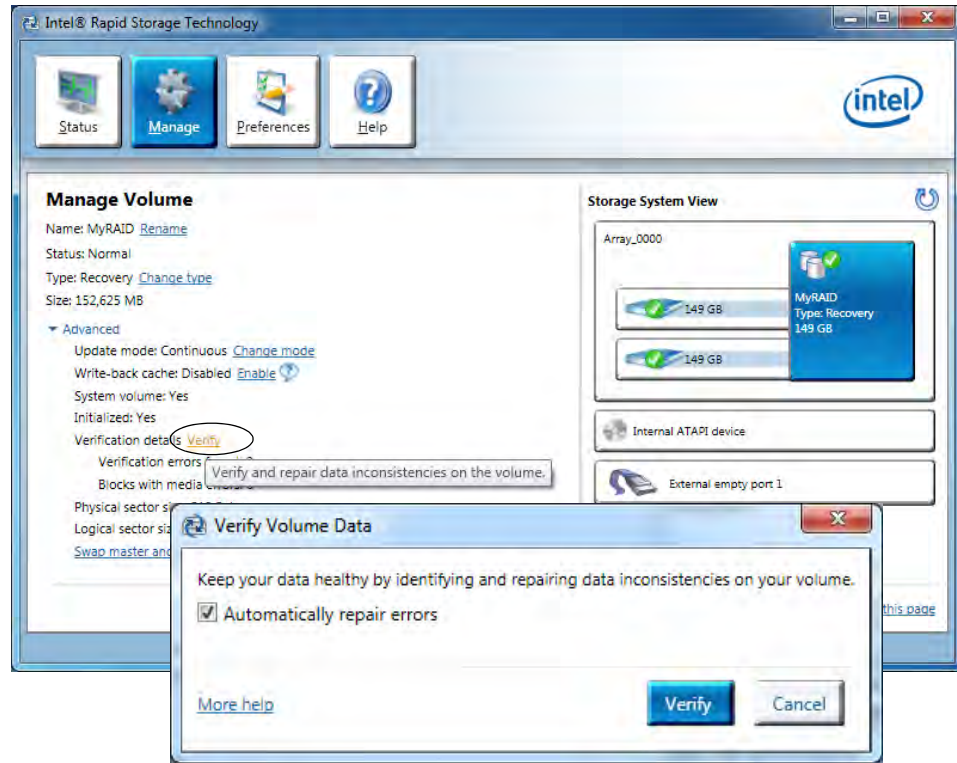 Intel® Rapid Storage Technology
Status
Manage
Preferences
Help
intel
Manage Volume
Name: MyRAID Rename
Status: Normal
Type: Recovery Change type
Size: 152,625 MB
Advanced
Update mode: Continuous Change mode
Write-back cache: Disabled Enable
System volume: Yes
Initialized: Yes
Verification details Verify
Verification errors
Verify and repair data inconsistencies on the volume.
Blocks with media
Physical sector
Logical sector
Swap master and
Storage System View
Array_0000
149 GB
149 GB
MyRAID
Type: Recovery
149 GB
Internal ATAPI device
External empty port 1
this page
Verify Volume Data
Keep your data healthy by identifying and repairing data inconsistencies on your volume.
Automatically repair errors
More help
Verify
Cancel